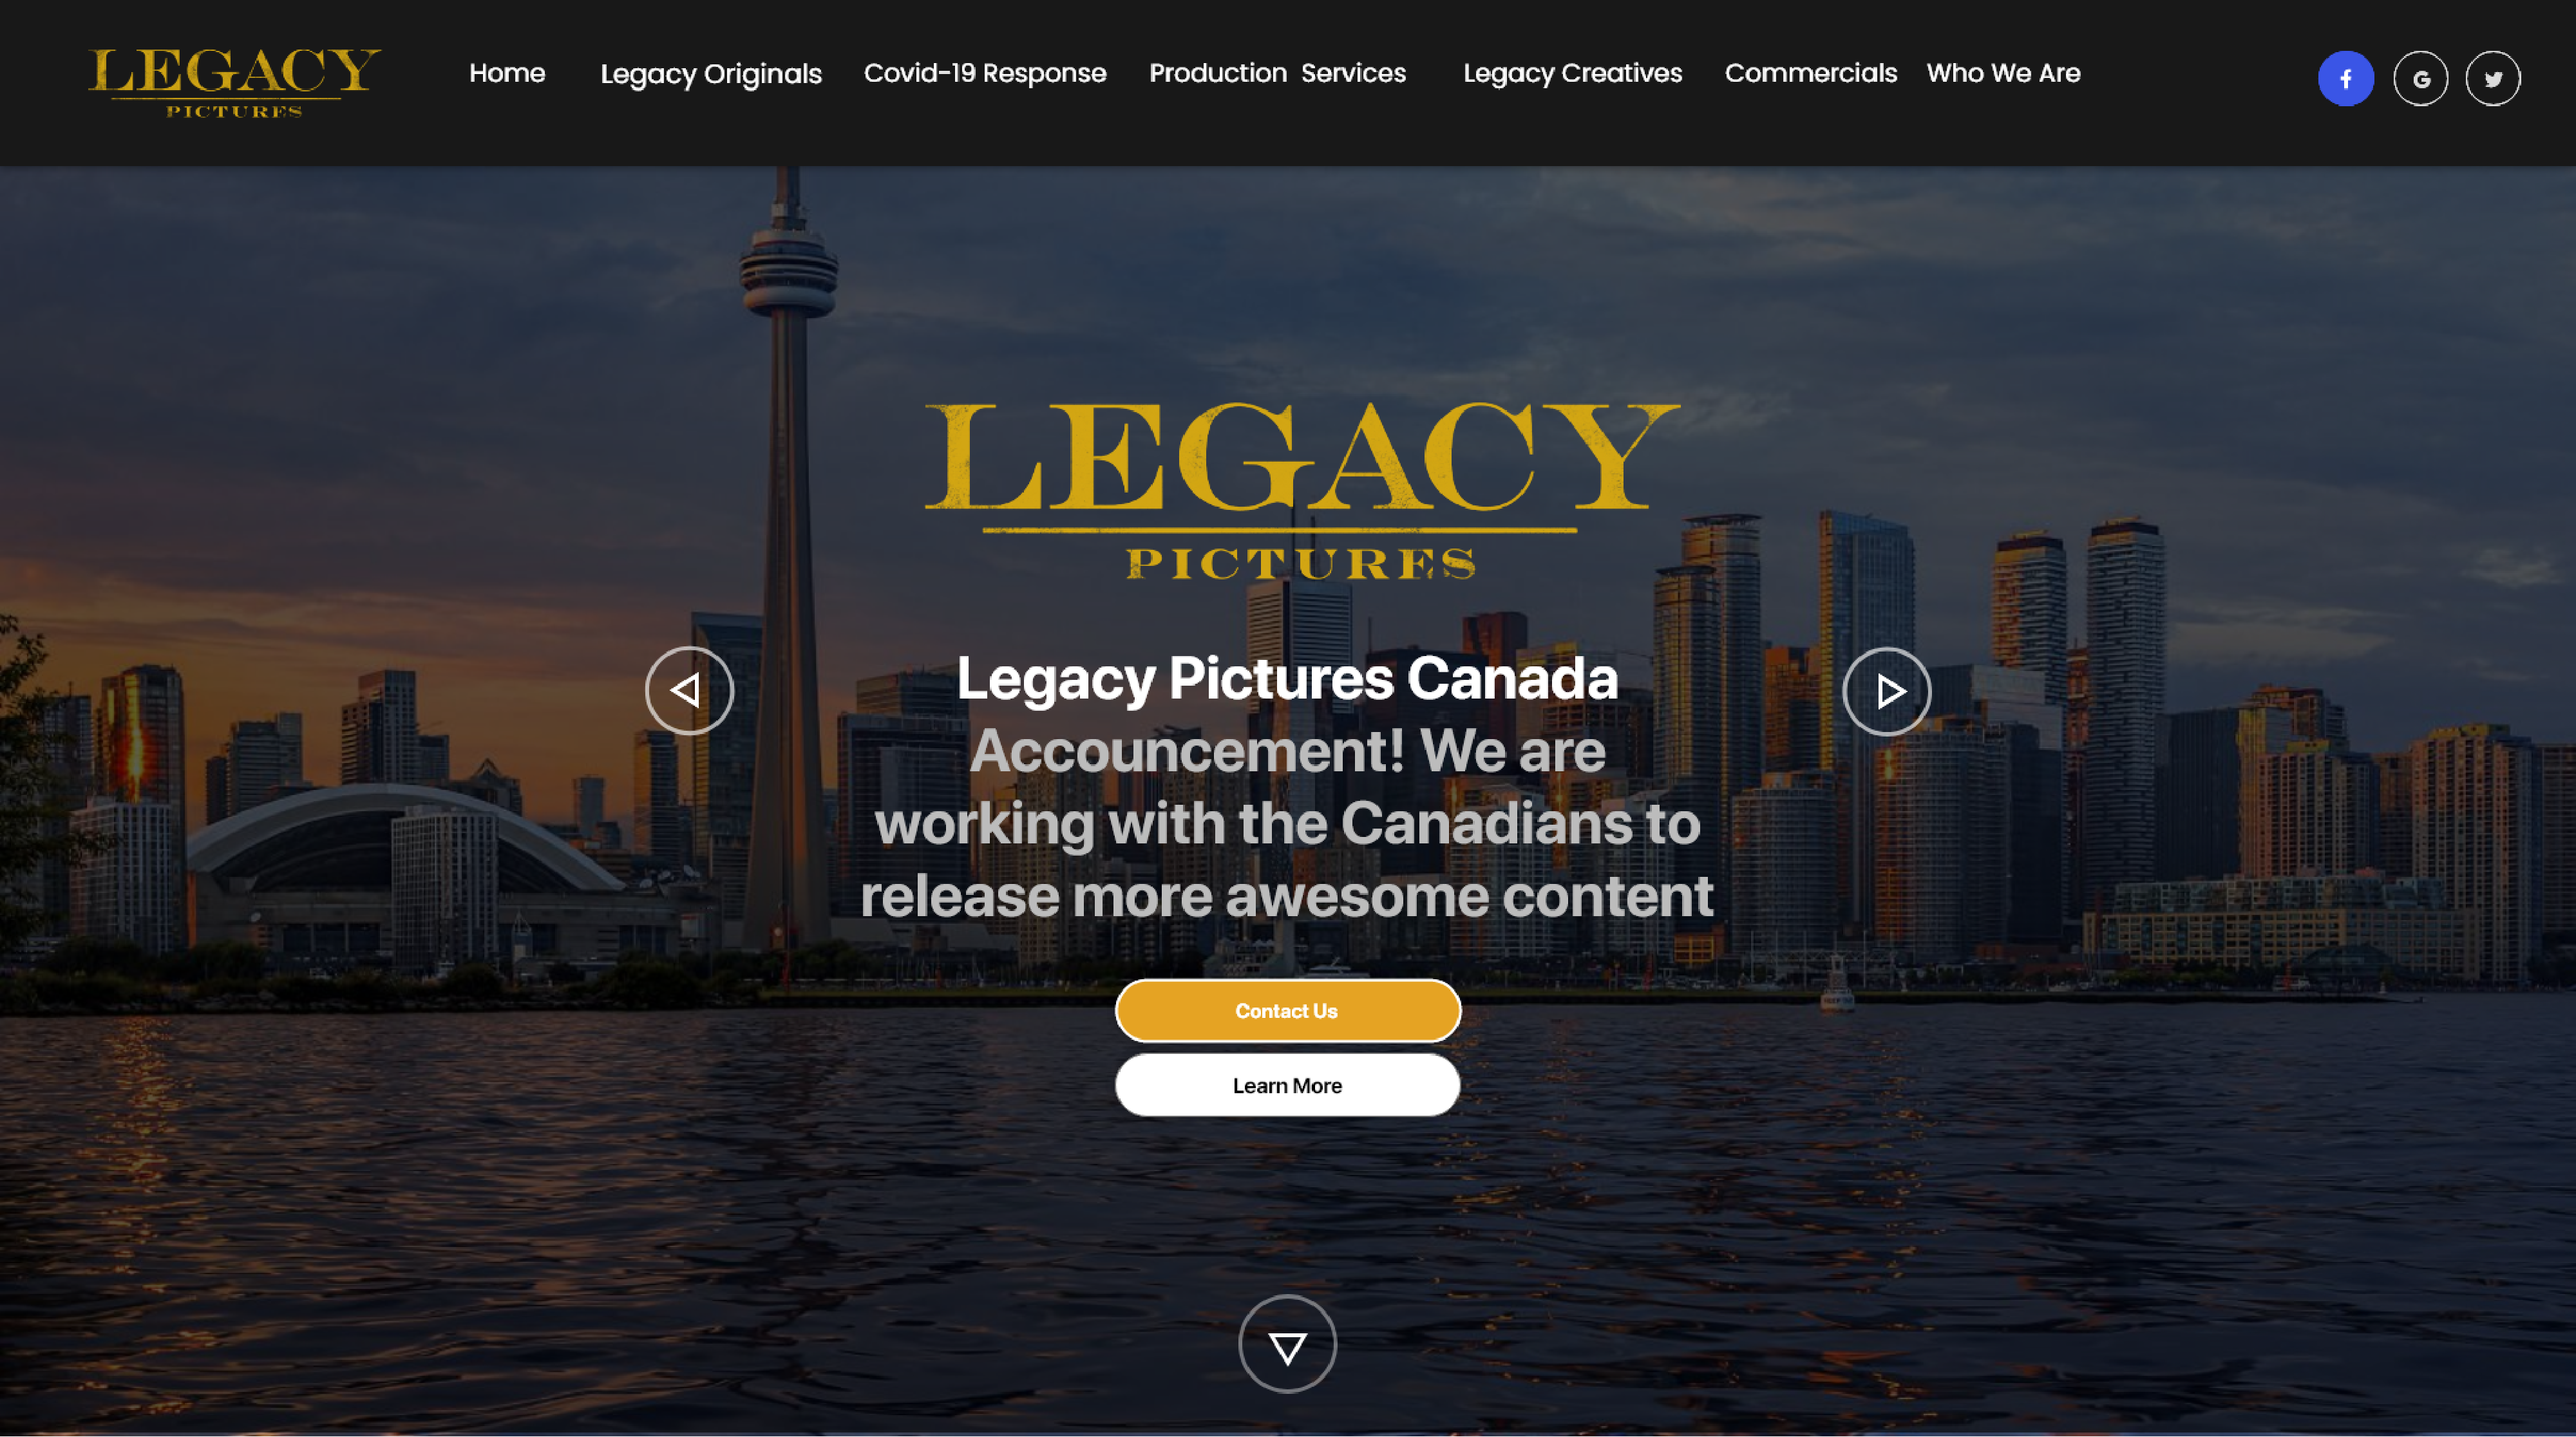 LEGACY
PICTURES
Home Legacy Originals Covid-19 Response Production Services Legacy Creatives Commercials Who We Are
f G
LEGACY
PICTURES
Legacy Pictures Canada
Accouncement! We are
working with the Canadians to
release more awesome content
Contact Us
Learn More